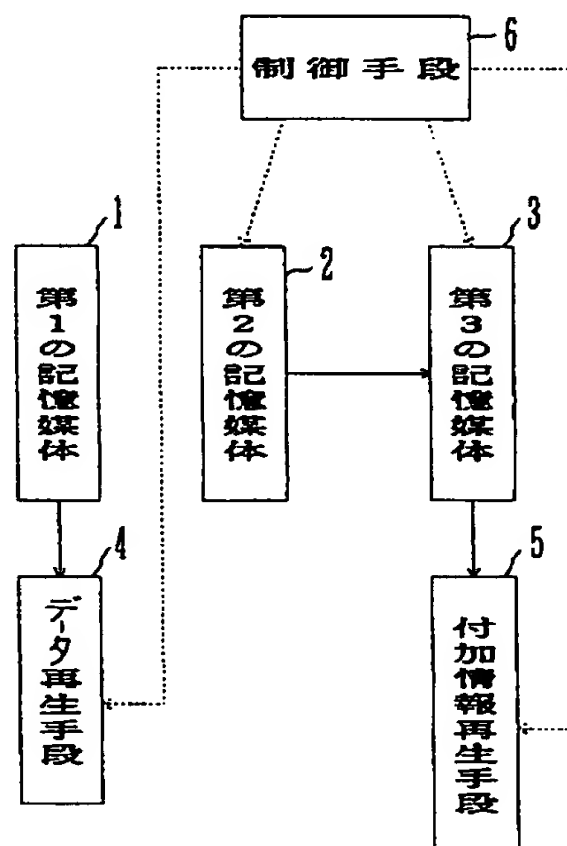 6
制御手段
1
第1の記憶媒体
2
第2の記憶媒体
3
第3の記憶媒体
4
データ再生手段
5
付加情報再生手段